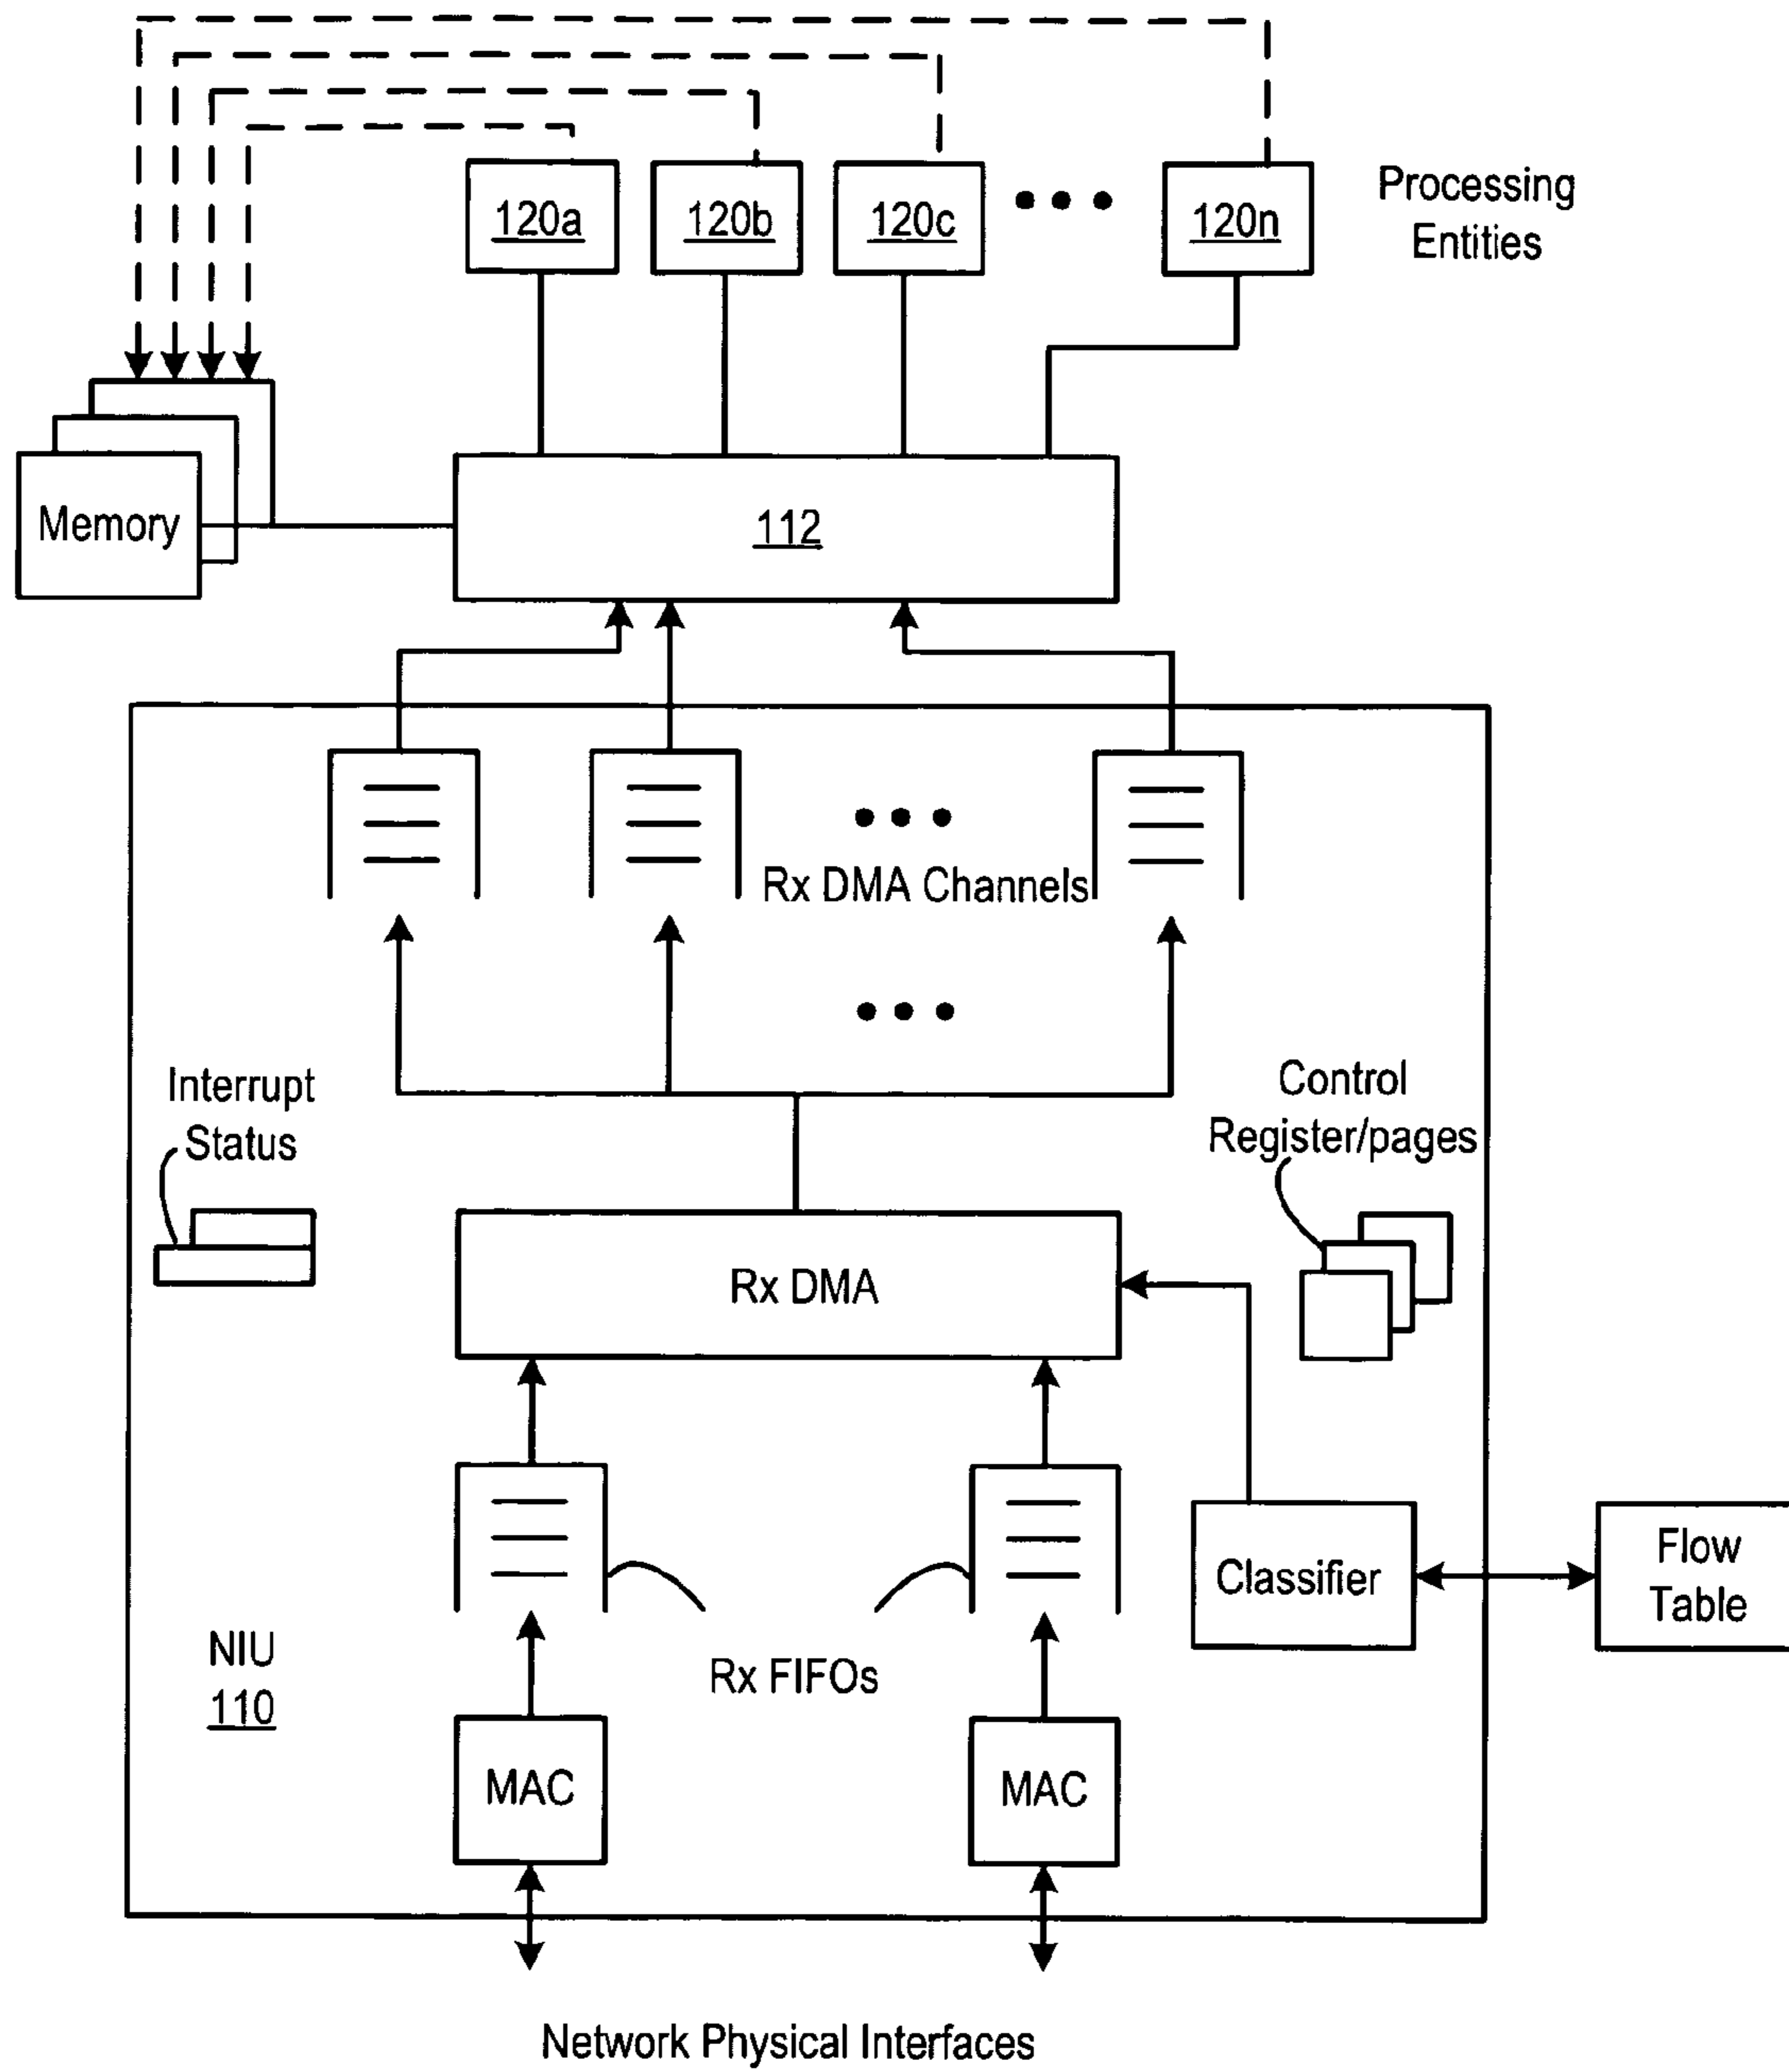 120a
120b
120c
120n
Processing
Entities
Memory
112
Rx DMA Channels
Interrupt
Status
Control
Register/pages
Rx DMA
Classifier
Flow
Table
NIU
110
Rx FIFOs
MAC
MAC
Network Physical Interfaces